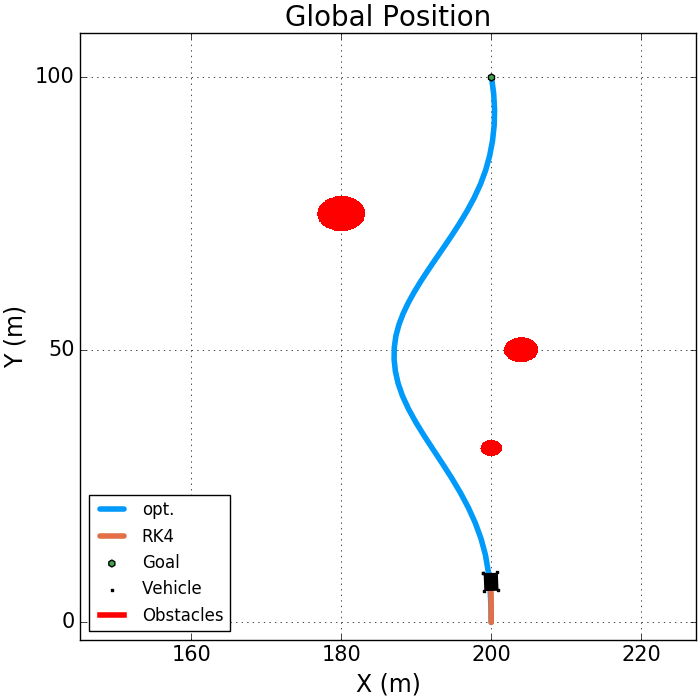 Global Position
100
50
0
Y (m)
opt.
RK4
Goal
Vehicle
Obstacles
160 180 200 220
X (m)